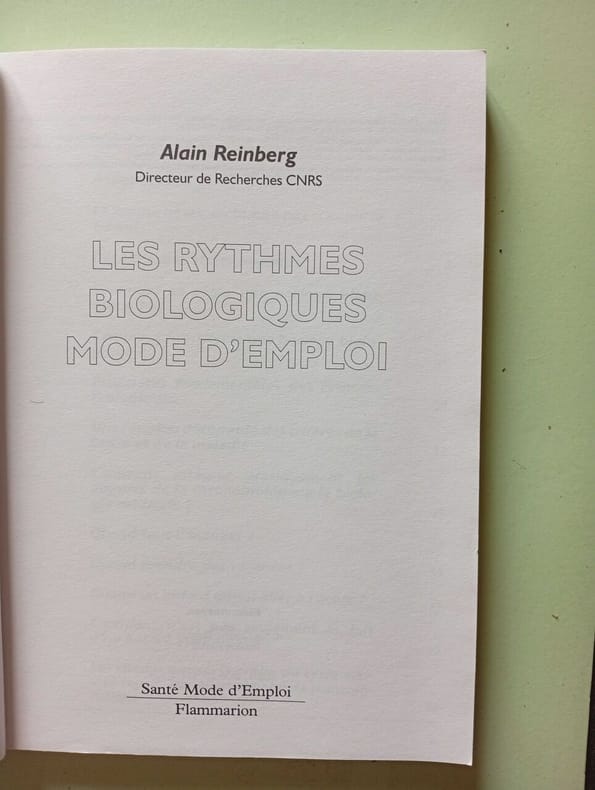 Alain Reinberg
Directeur de Recherches CNRS
LES RYTHMES
BIOLOGIQUES
MODE D'EMPLOI
Santé Mode d'Emploi
Flammarion